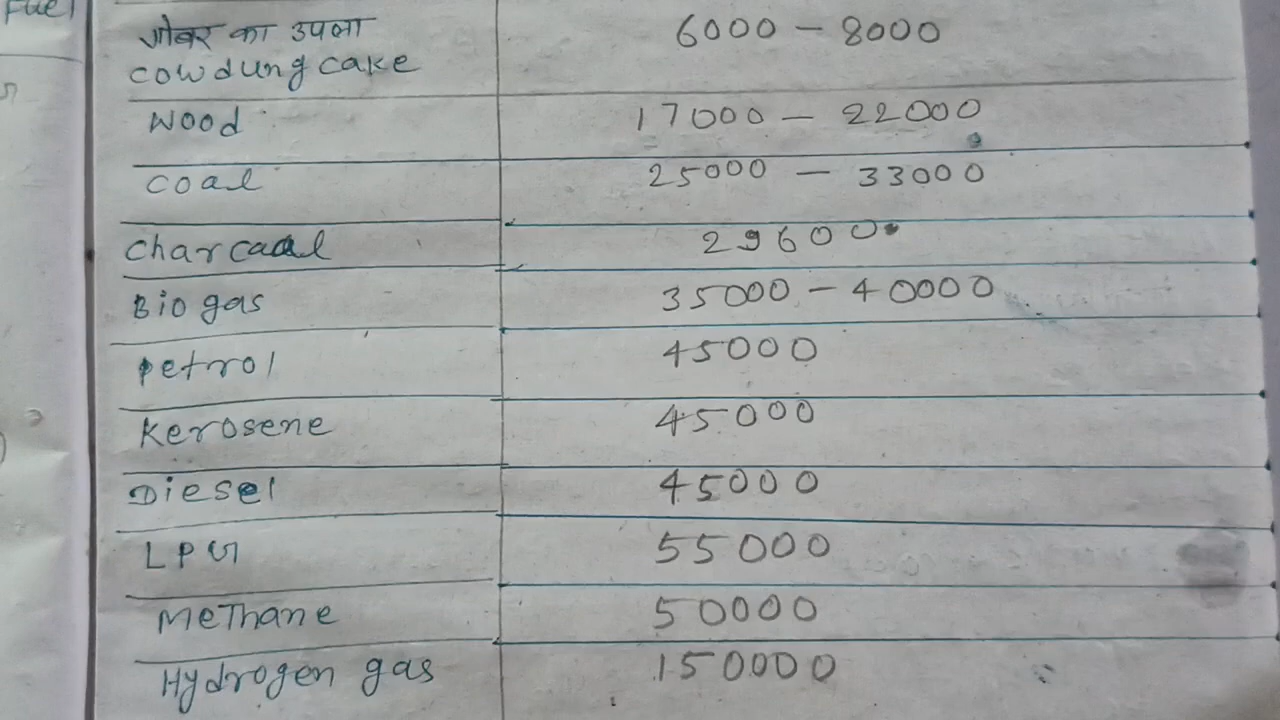 Fuel
गोबर का उपला 6000 - 8000
cowdung cake
Wood 17000 - 22000
coal 25000 - 33000
charcoal 29600
Bio gas 35000 - 40000
petrol 45000
Kerosene 45000
Diesel 45000
LPG 55000
Methane 50000
Hydrogen gas 150000